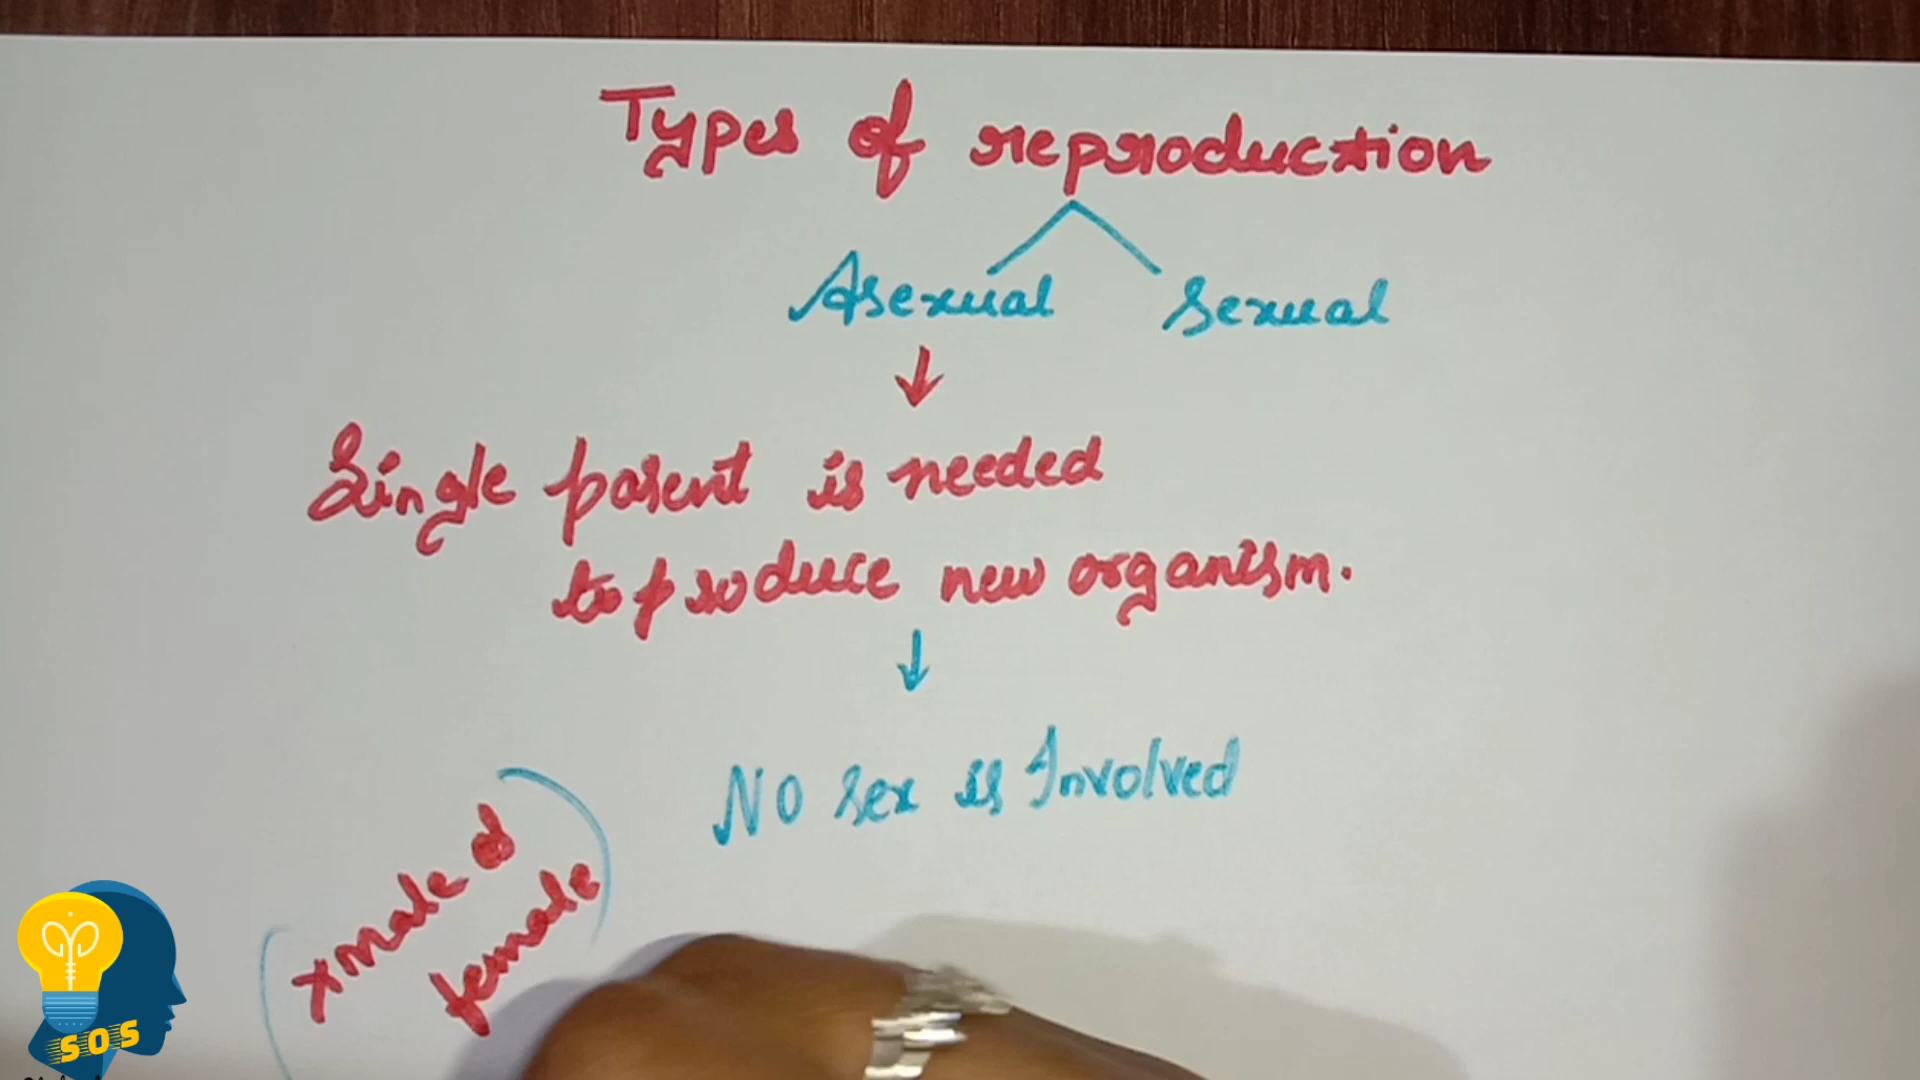 Types of reproduction
Asexual
Sexual
Single parent is needed
to produce new organism.
No sex is Involved
x male or
female
SOS